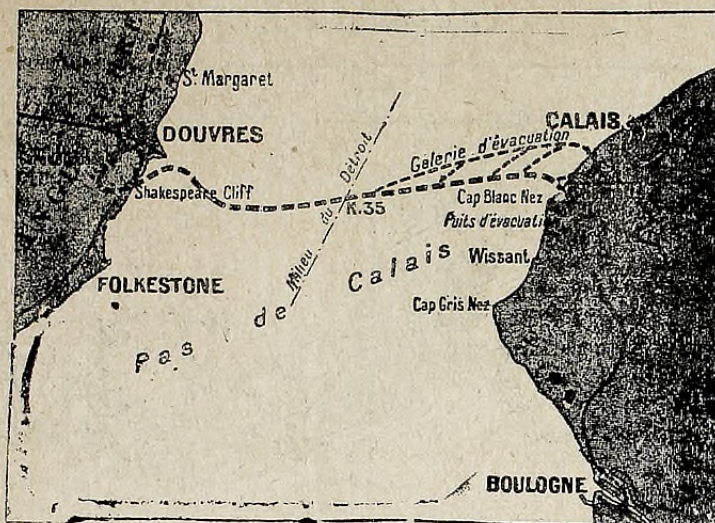 St Margaret
DOUVRES
CALAIS
Galerie d'évacuation
Milieu du Détroit
Shakespeare Cliff
K.35
Cap Blanc Nez
Puits d'évacuati
Wissant
FOLKESTONE
Cap Gris Nez
Pas de Calais
BOULOGNE